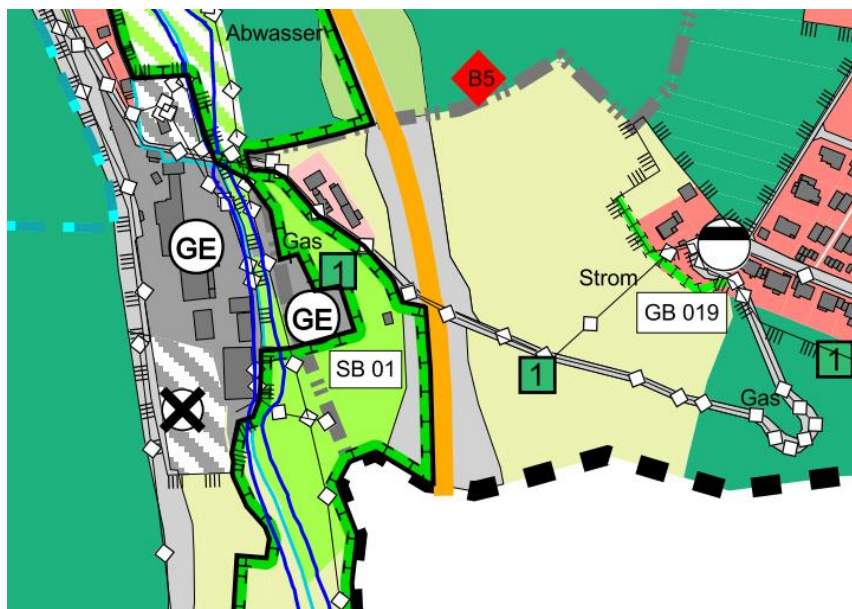 Abwasser
B5
GE
Gas
1
Strom
GE
GB 019
SB 01
1
1
Gas